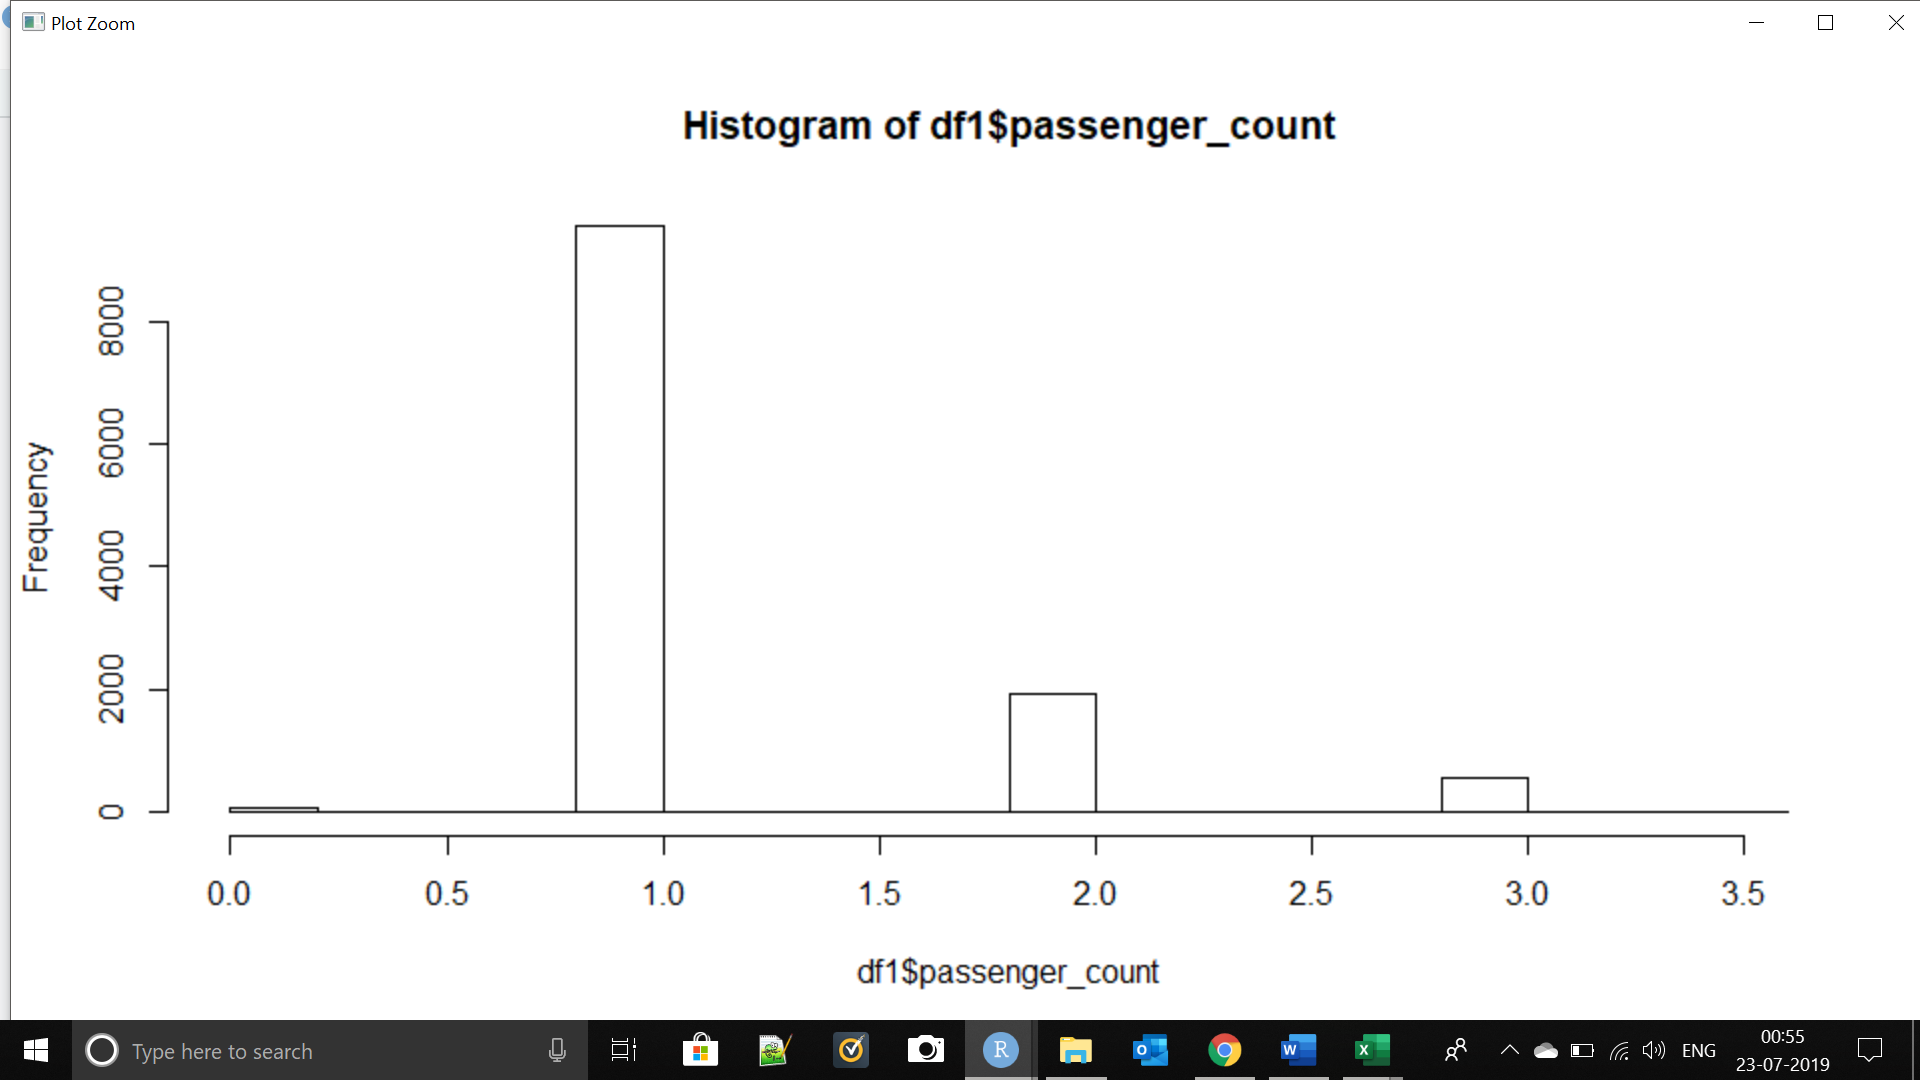 Plot Zoom
Histogram of df1$passenger_count
Frequency
8000
6000
4000
2000
0
0.0 0.5 1.0 1.5 2.0 2.5 3.0 3.5
df1$passenger_count
Type here to search
R
O
W
X
ENG
00:55
23-07-2019